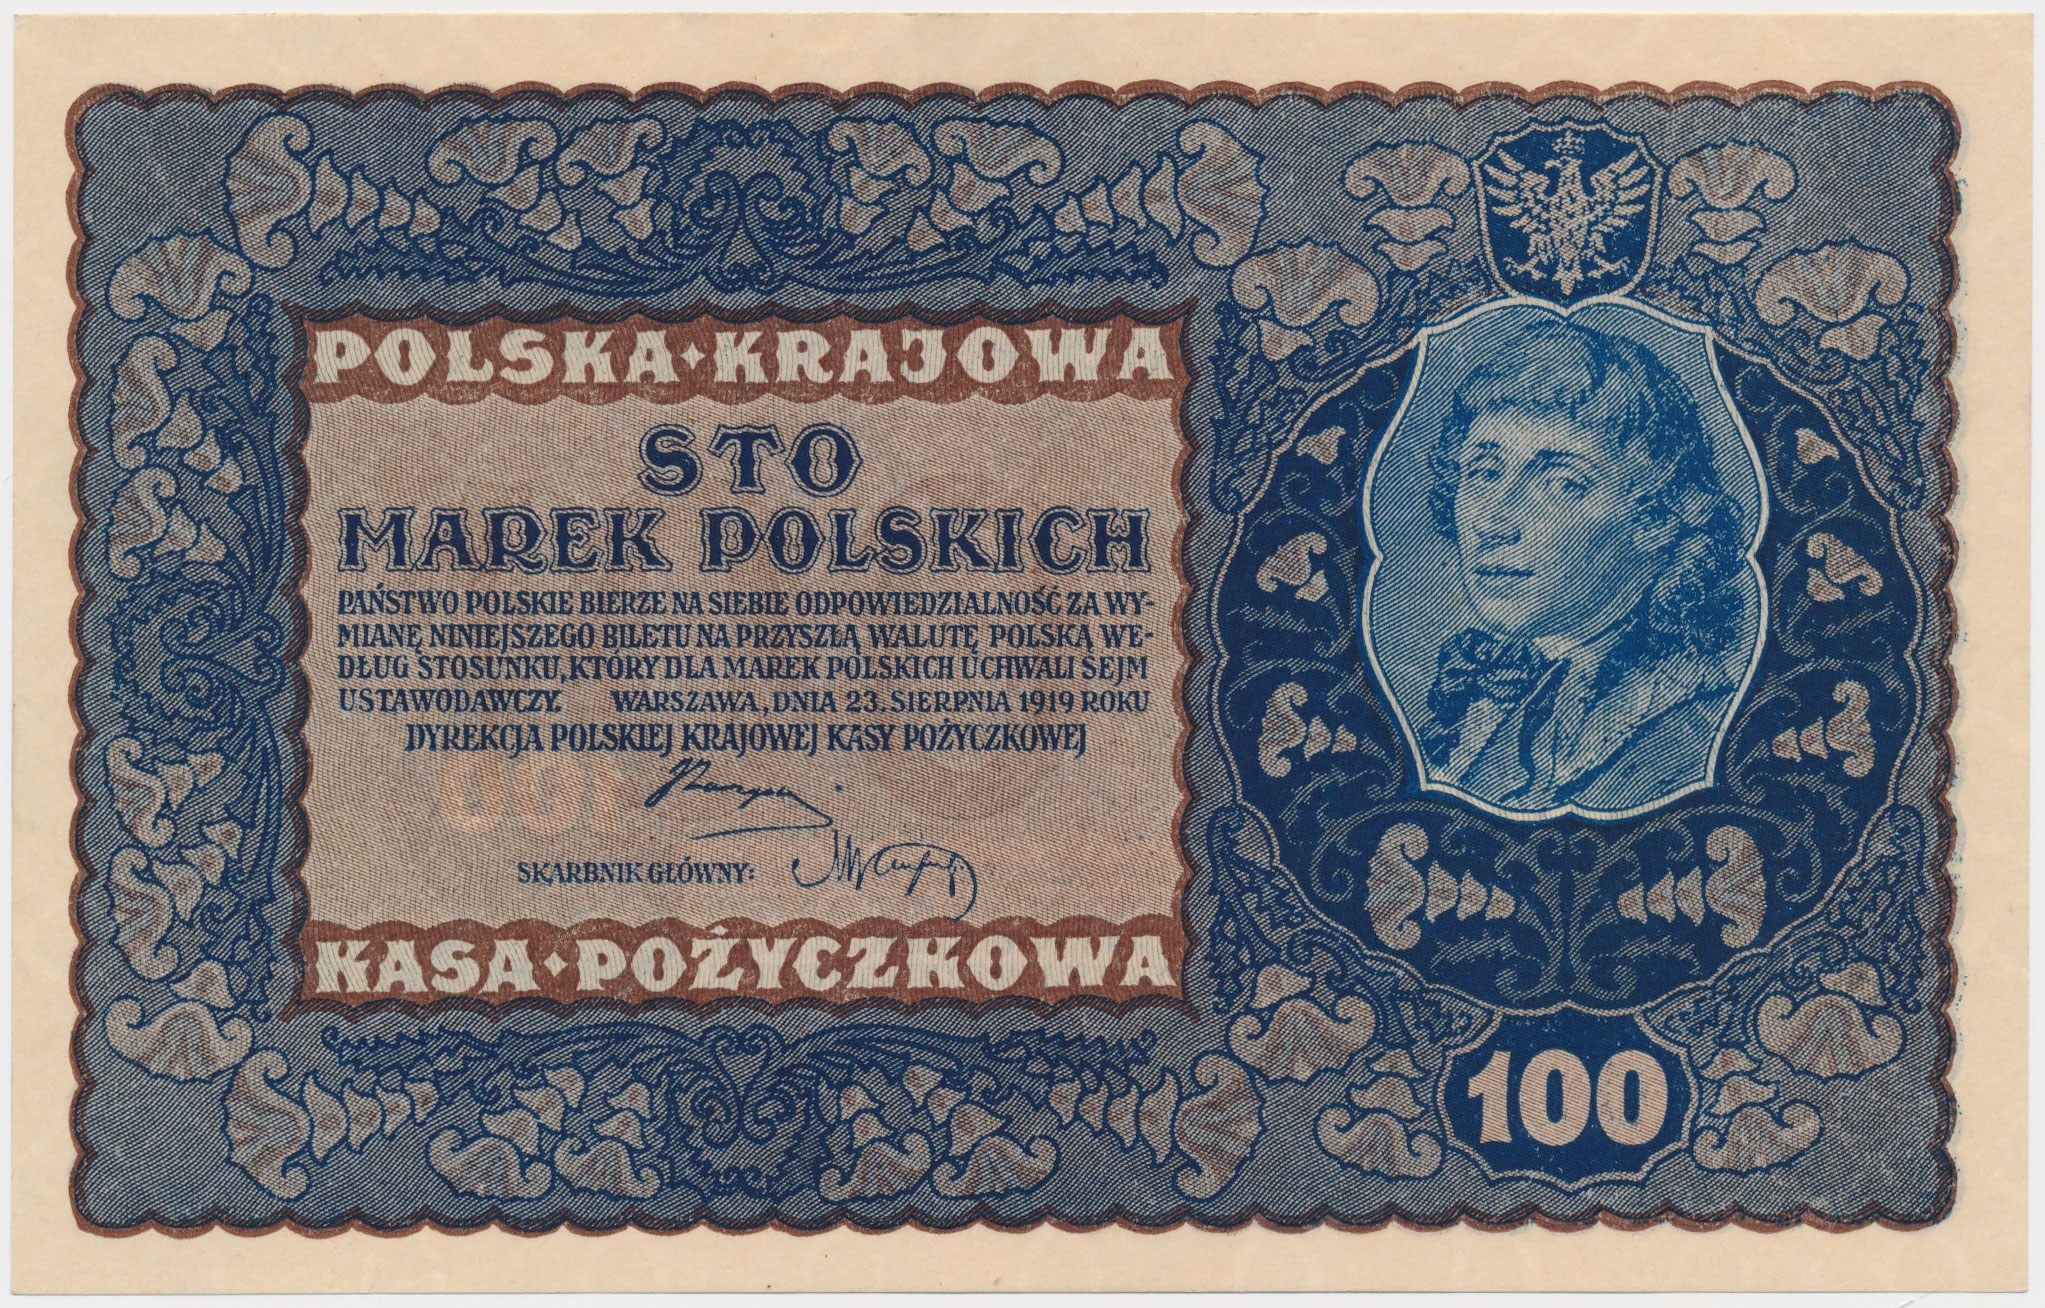 POLSKA·KRAJOWA
STO
MAREK POLSKICH
PAŃSTWO POLSKIE BIERZE NA SIEBIE ODPOWIEDZIALNOŚĆ ZA WY-
MIANĘ NINIEJSZEGO BILETU NA PRZYSZŁĄ WALUTĘ POLSKĄ WE-
DŁUG STOSUNKU, KTÓRY DLA MAREK POLSKICH UCHWALI SEJM
USTAWODAWCZY. WARSZAWA, DNIA 23. SIERPNIA 1919 ROKU
DYREKCJA POLSKIEJ KRAJOWEJ KASY POŻYCZKOWEJ
SKARBNIK GŁÓWNY:
KASA·POŻYCZKOWA
100